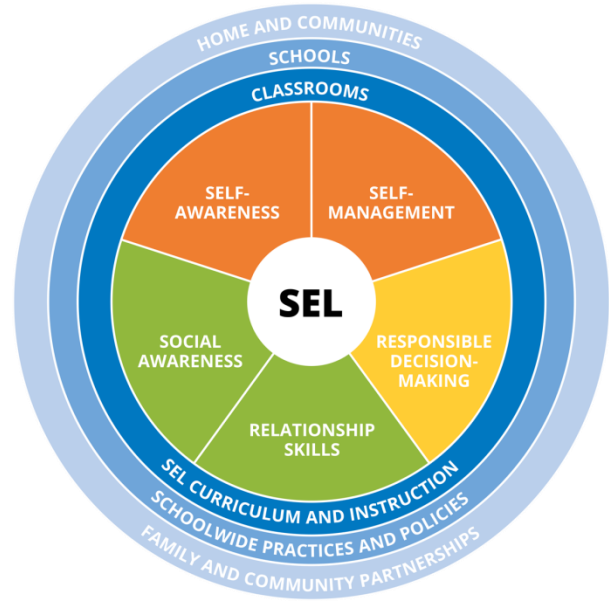 HOME AND COMMUNITIES
SCHOOLS
CLASSROOMS
SELF-
AWARENESS
SELF-
MANAGEMENT
SEL
SOCIAL
AWARENESS
RESPONSIBLE
DECISION-
MAKING
RELATIONSHIP
SKILLS
SEL CURRICULUM AND INSTRUCTION
SCHOOLWIDE PRACTICES AND POLICIES
FAMILY AND COMMUNITY PARTNERSHIPS